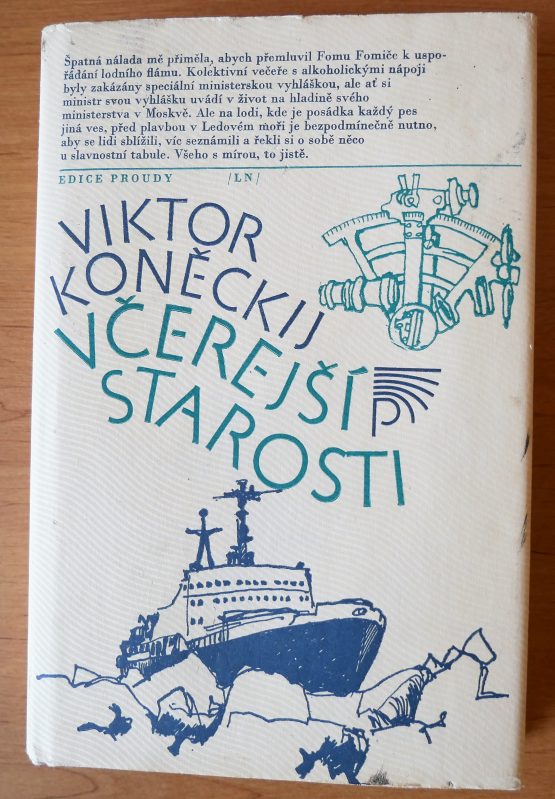 Špatná nálada mě přiměla, abych přemluvil Fomu Fomiče k uspo-
řádání lodního flámu. Kolektivní večeře s alkoholickými nápoji
byly zakázány speciální ministerskou vyhláškou, ale ať si
ministr svou vyhlášku uvádí v život na hladině svého
ministerstva v Moskvě. Ale na lodi, kde je posádka každý pes
jiná ves, před plavbou v Ledovém moři je bezpodmínečně nutno,
aby se lidi sblížili, víc seznámili a řekli si o sobě něco
u slavnostní tabule. Všeho s mírou, to jistě.
EDICE PROUDY /LN/
VIKTOR
KONĚCKIJ
VČEREJŠÍ
STAROSTI
P